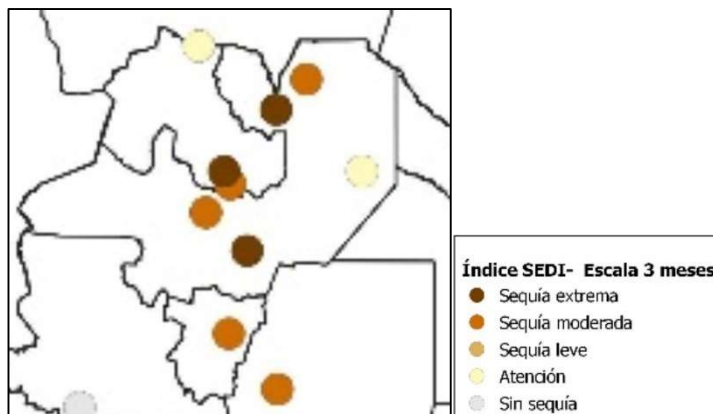 Índice SEDI- Escala 3 meses
Sequía extrema
Sequía moderada
Sequía leve
Atención
Sin sequía